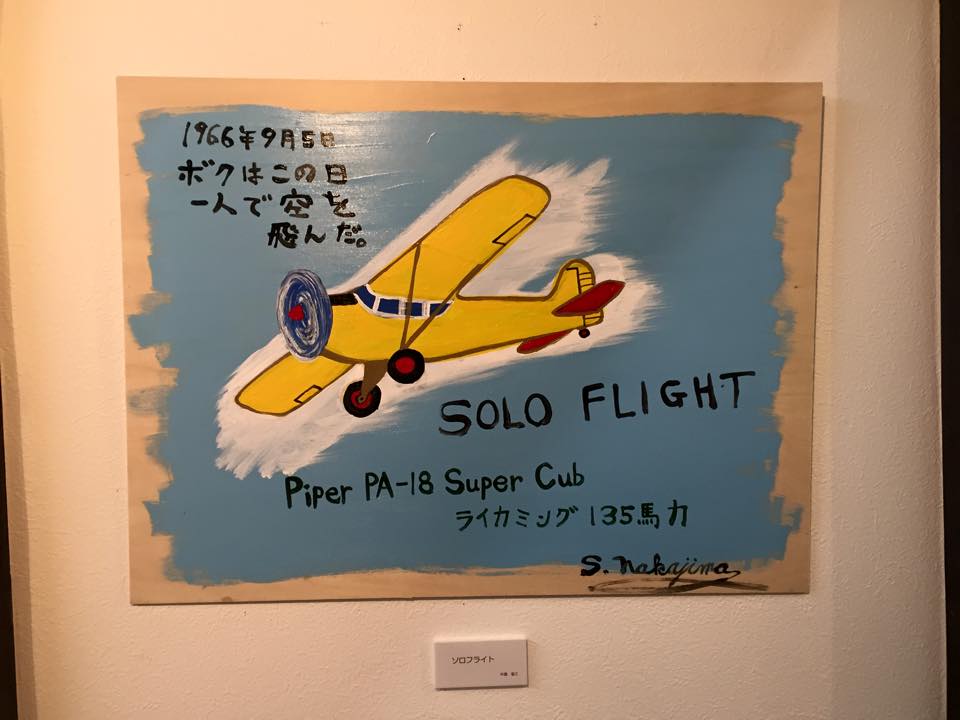 1966年9月5日
ボクはこの日
一人で空を
飛んだ。
SOLO FLIGHT
Piper PA-18 Super Cub
ライカミング 135馬力
S. Nakajima
ソロフライト